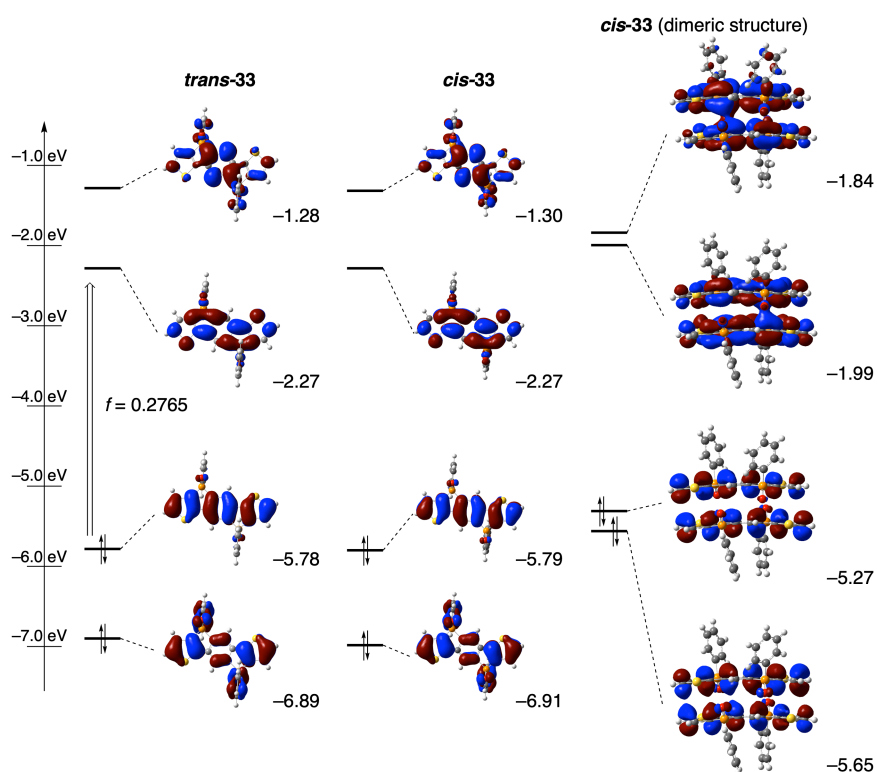 cis-33 (dimeric structure)
trans-33
cis-33
–1.0 eV
–2.0 eV
–3.0 eV
–4.0 eV
–5.0 eV
–6.0 eV
–7.0 eV
f = 0.2765
–1.28
–2.27
–5.78
–6.89
–1.30
–2.27
–5.79
–6.91
–1.84
–1.99
–5.27
–5.65